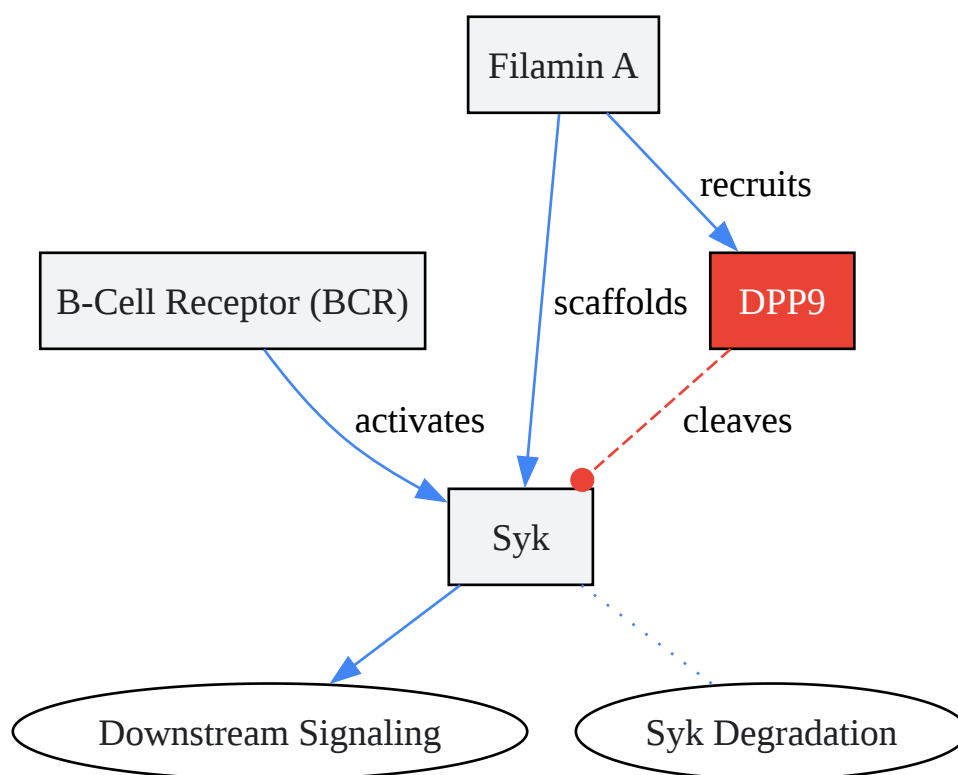 Filamin A
recruits
B-Cell Receptor (BCR)
scaffolds
DPP9
activates
cleaves
Syk
Downstream Signaling
Syk Degradation